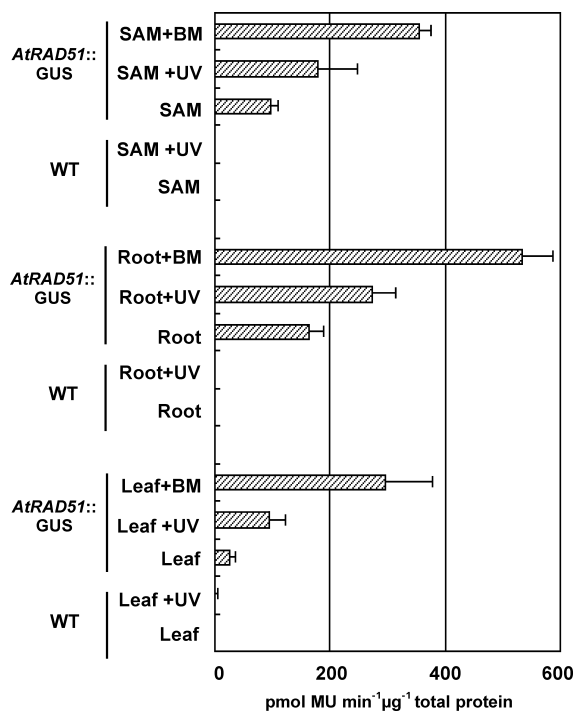 AtRAD51::
GUS
SAM+BM
SAM +UV
SAM
WT
SAM +UV
SAM
AtRAD51::
GUS
Root+BM
Root+UV
Root
WT
Root+UV
Root
AtRAD51::
GUS
Leaf+BM
Leaf +UV
Leaf
WT
Leaf +UV
Leaf
0 200 400 600
pmol MU min⁻¹µg⁻¹ total protein